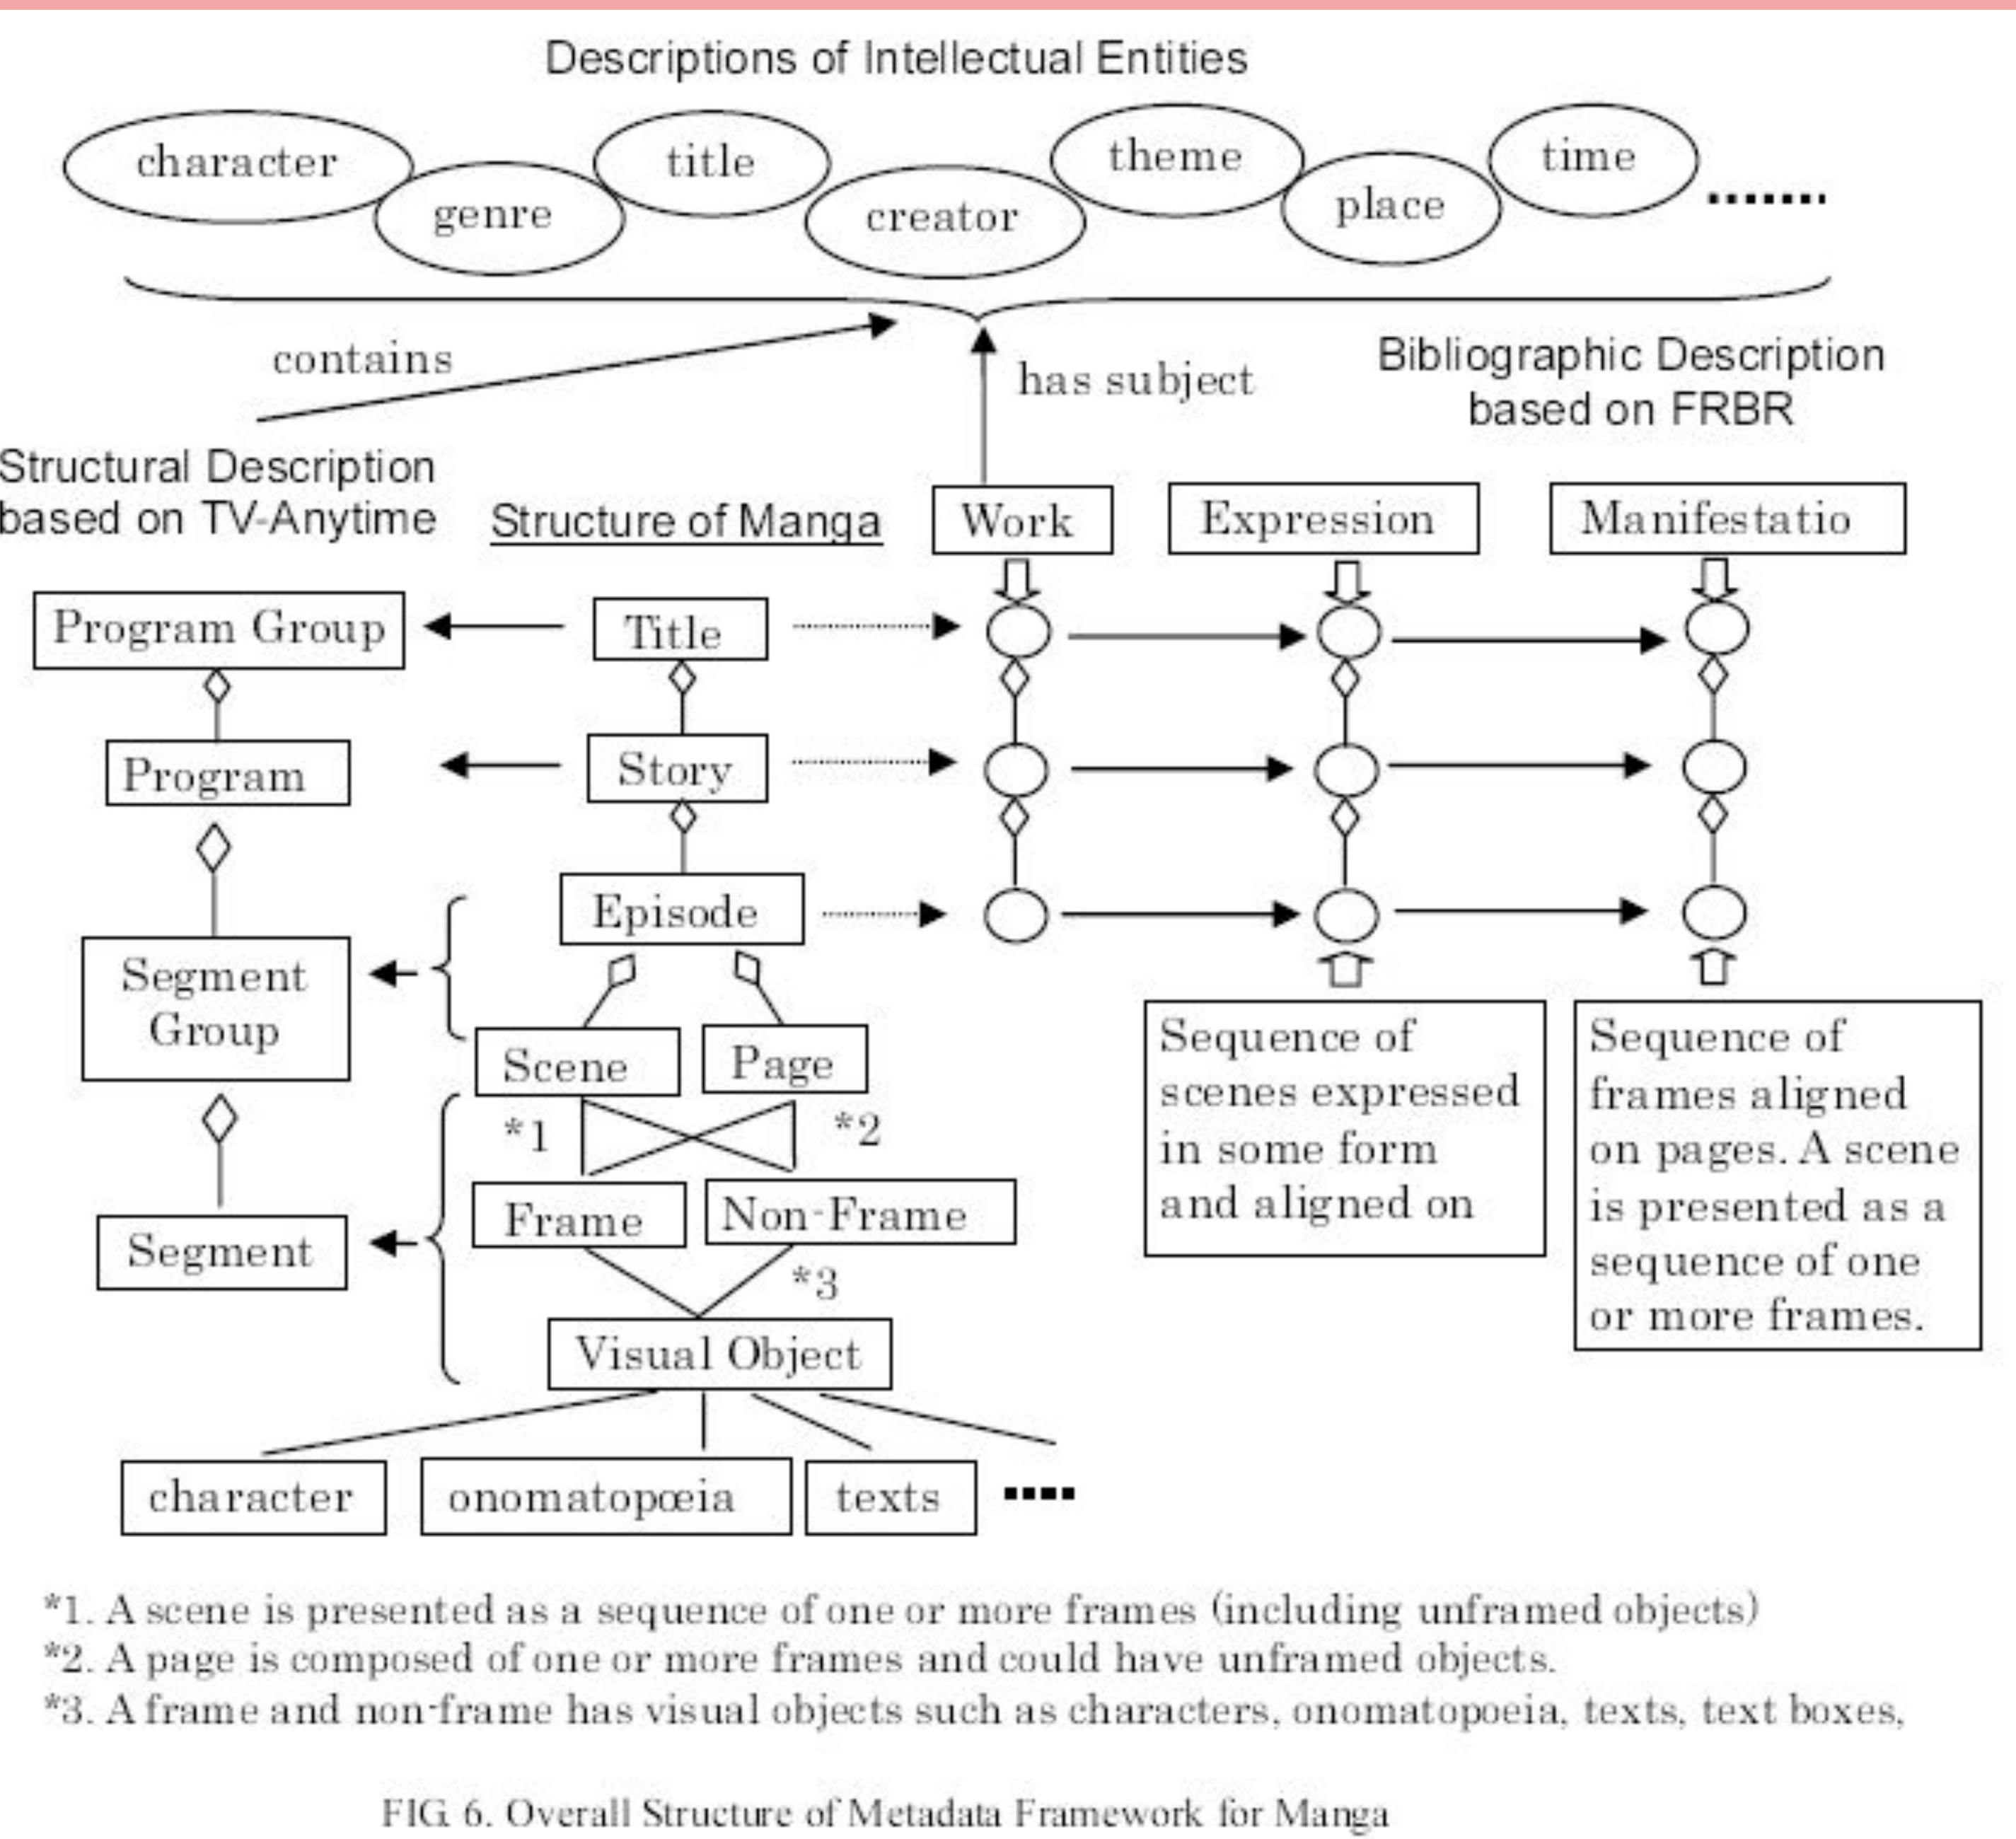 Descriptions of Intellectual Entities
character
genre
title
creator
theme
place
time
contains
has subject
Bibliographic Description
based on FRBR
Structural Description
based on TV-Anytime
Structure of Manga
Work
Expression
Manifestatio
Program Group
Title
Program
Story
Episode
Segment
Group
Scene
Page
*1
*2
Frame
Non-Frame
Segment
*3
Visual Object
character
onomatopœia
texts
Sequence of
scenes expressed
in some form
and aligned on
Sequence of
frames aligned
on pages. A scene
is presented as a
sequence of one
or more frames.
*1. A scene is presented as a sequence of one or more frames (including unframed objects)
*2. A page is composed of one or more frames and could have unframed objects.
*3. A frame and non-frame has visual objects such as characters, onomatopoeia, texts, text boxes,
FIG. 6. Overall Structure of Metadata Framework for Manga